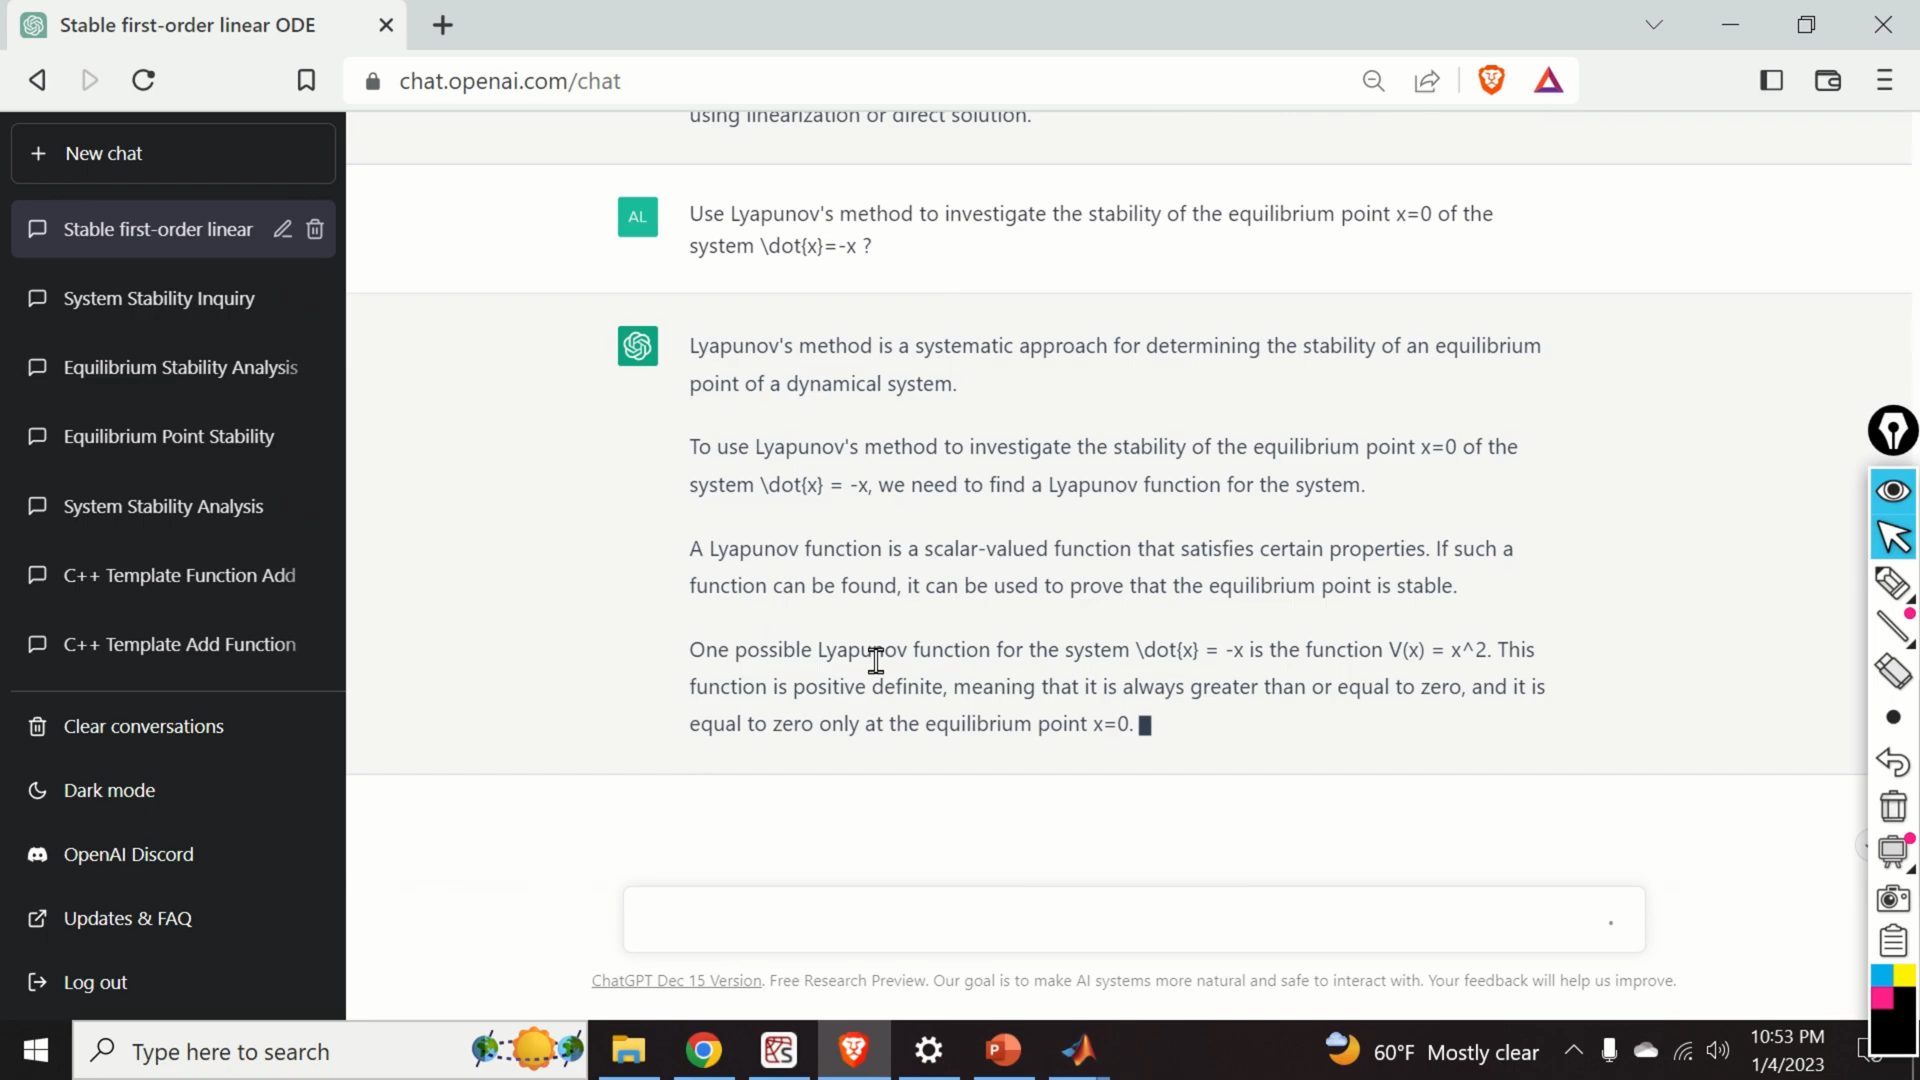 Stable first-order linear ODE
chat.openai.com/chat
New chat
Stable first-order linear
System Stability Inquiry
Equilibrium Stability Analysis
Equilibrium Point Stability
System Stability Analysis
C++ Template Function Add
C++ Template Add Function
Clear conversations
Dark mode
OpenAI Discord
Updates & FAQ
Log out
using linearization or direct solution.
AL
Use Lyapunov's method to investigate the stability of the equilibrium point x=0 of the
system \dot{x}=-x ?
Lyapunov's method is a systematic approach for determining the stability of an equilibrium
point of a dynamical system.
To use Lyapunov's method to investigate the stability of the equilibrium point x=0 of the
system \dot{x} = -x, we need to find a Lyapunov function for the system.
A Lyapunov function is a scalar-valued function that satisfies certain properties. If such a
function can be found, it can be used to prove that the equilibrium point is stable.
One possible Lyapunov function for the system \dot{x} = -x is the function V(x) = x^2. This
function is positive definite, meaning that it is always greater than or equal to zero, and it is
equal to zero only at the equilibrium point x=0.
ChatGPT Dec 15 Version. Free Research Preview. Our goal is to make AI systems more natural and safe to interact with. Your feedback will help us improve.
Type here to search
60°F Mostly clear
10:53 PM
1/4/2023